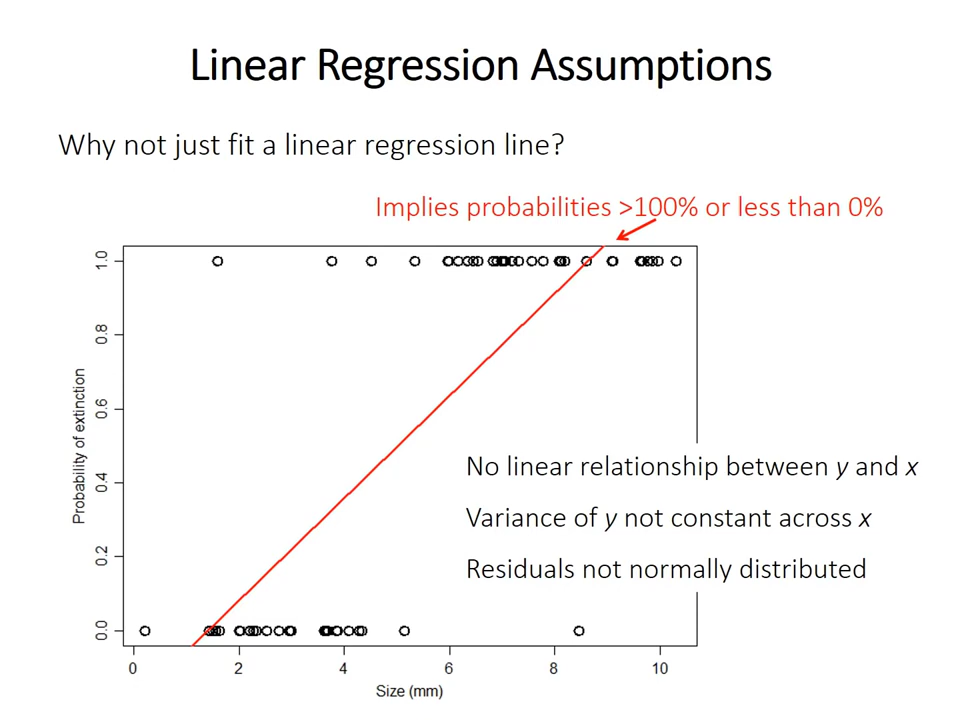 Linear Regression Assumptions
Why not just fit a linear regression line?
Implies probabilities >100% or less than 0%
Probability of extinction
1.0
0.8
0.6
0.4
0.2
0.0
No linear relationship between y and x
Variance of y not constant across x
Residuals not normally distributed
0 2 4 6 8 10
Size (mm)